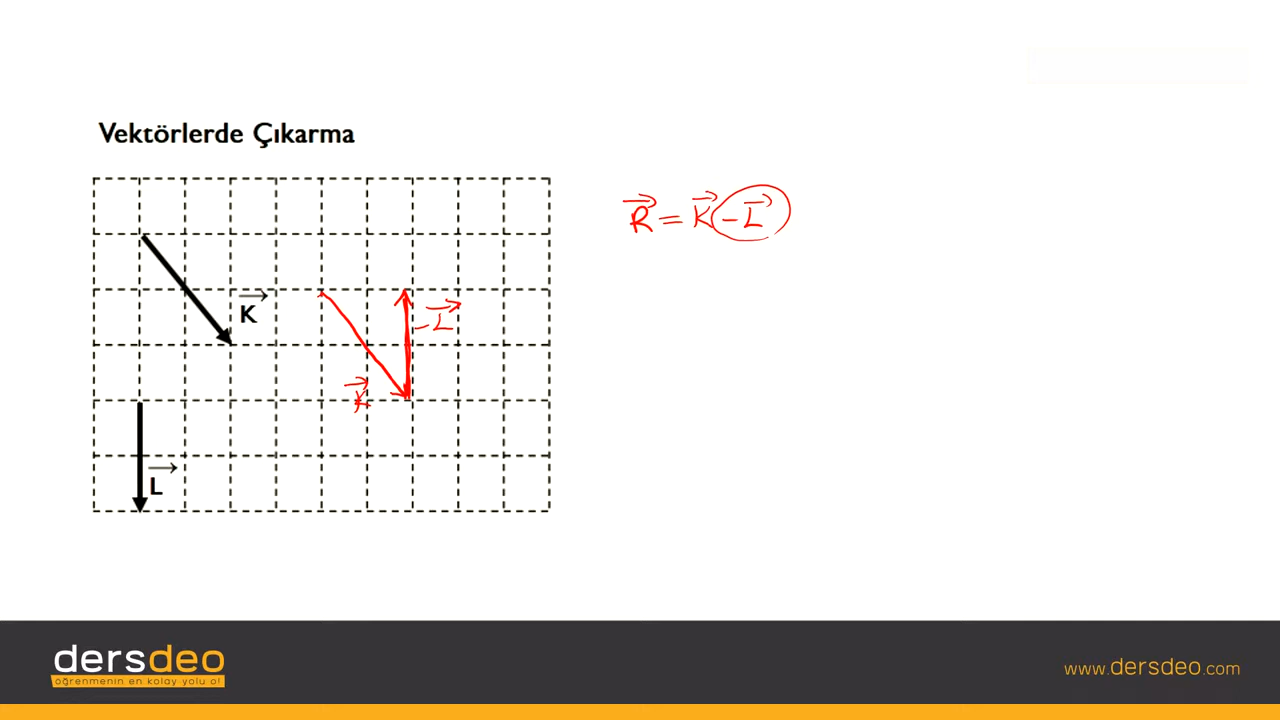 Vektörlerde Çıkarma
R = K - L
K
- L
K
L
dersdeo
öğrenmenin en kolay yolu o!
www.dersdeo.com